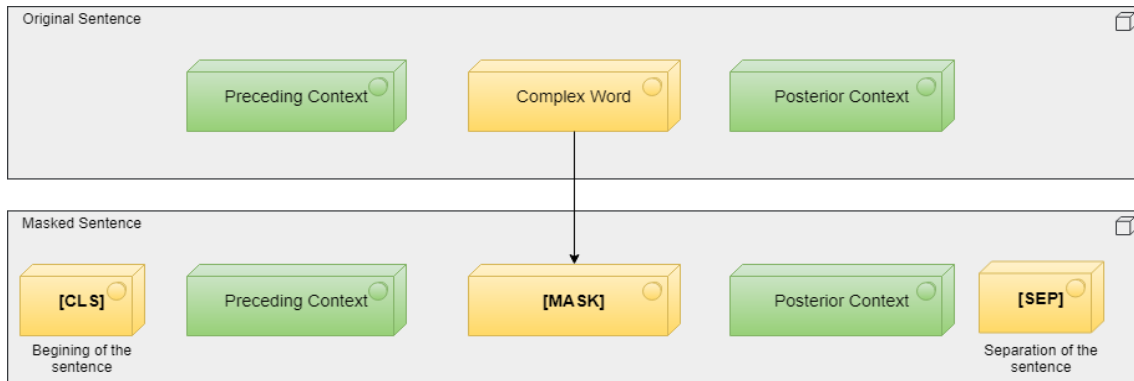 Original Sentence
Preceding Context
Complex Word
Posterior Context
Masked Sentence
[CLS]
Preceding Context
[MASK]
Posterior Context
[SEP]
Begining of the
sentence
Separation of the
sentence